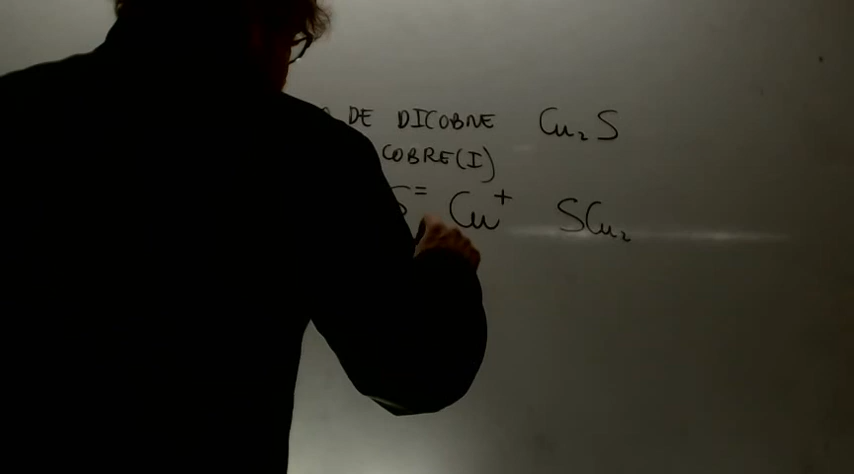 DE DICOBRE Cu₂S
COBRE(I)
S= Cu⁺ SCu₂